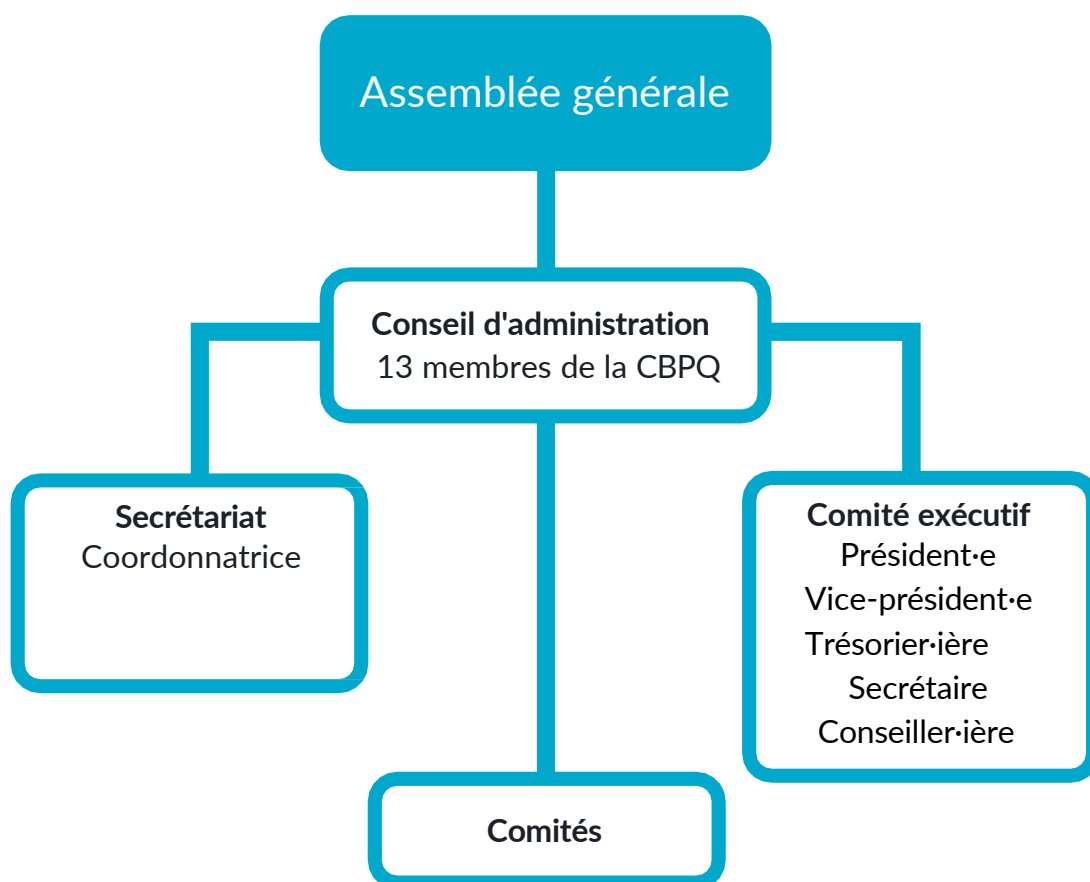 Assemblée générale
Conseil d'administration
13 membres de la CBPQ
Secrétariat
Coordonnatrice
Comité exécutif
Président·e
Vice-président·e
Trésorier·ière
Secrétaire
Conseiller·ière
Comités